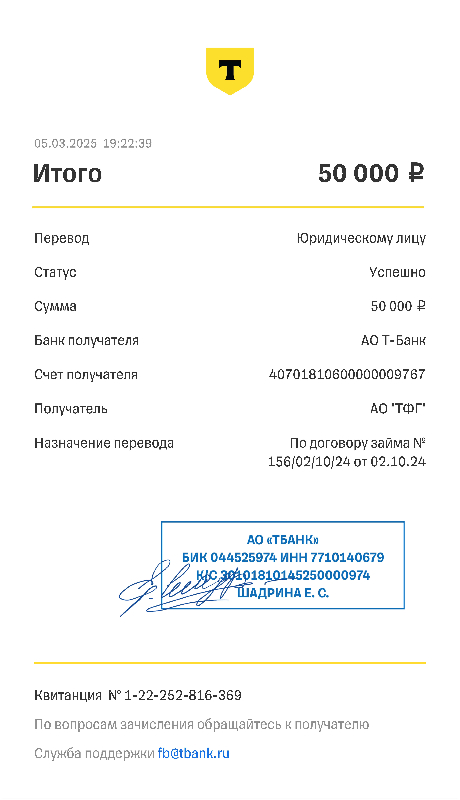 Т
05.03.2025 19:22:39
Итого 50 000 ₽
Перевод Юридическому лицу
Статус Успешно
Сумма 50 000 ₽
Банк получателя АО Т-Банк
Счет получателя 40701810600000009767
Получатель АО "ТФГ"
Назначение перевода По договору займа №
156/02/10/24 от 02.10.24
АО «ТБАНК»
БИК 044525974 ИНН 7710140679
К/С 30101810145250000974
ШАДРИНА Е. С.
Квитанция № 1-22-252-816-369
По вопросам зачисления обращайтесь к получателю
Служба поддержки fb@tbank.ru